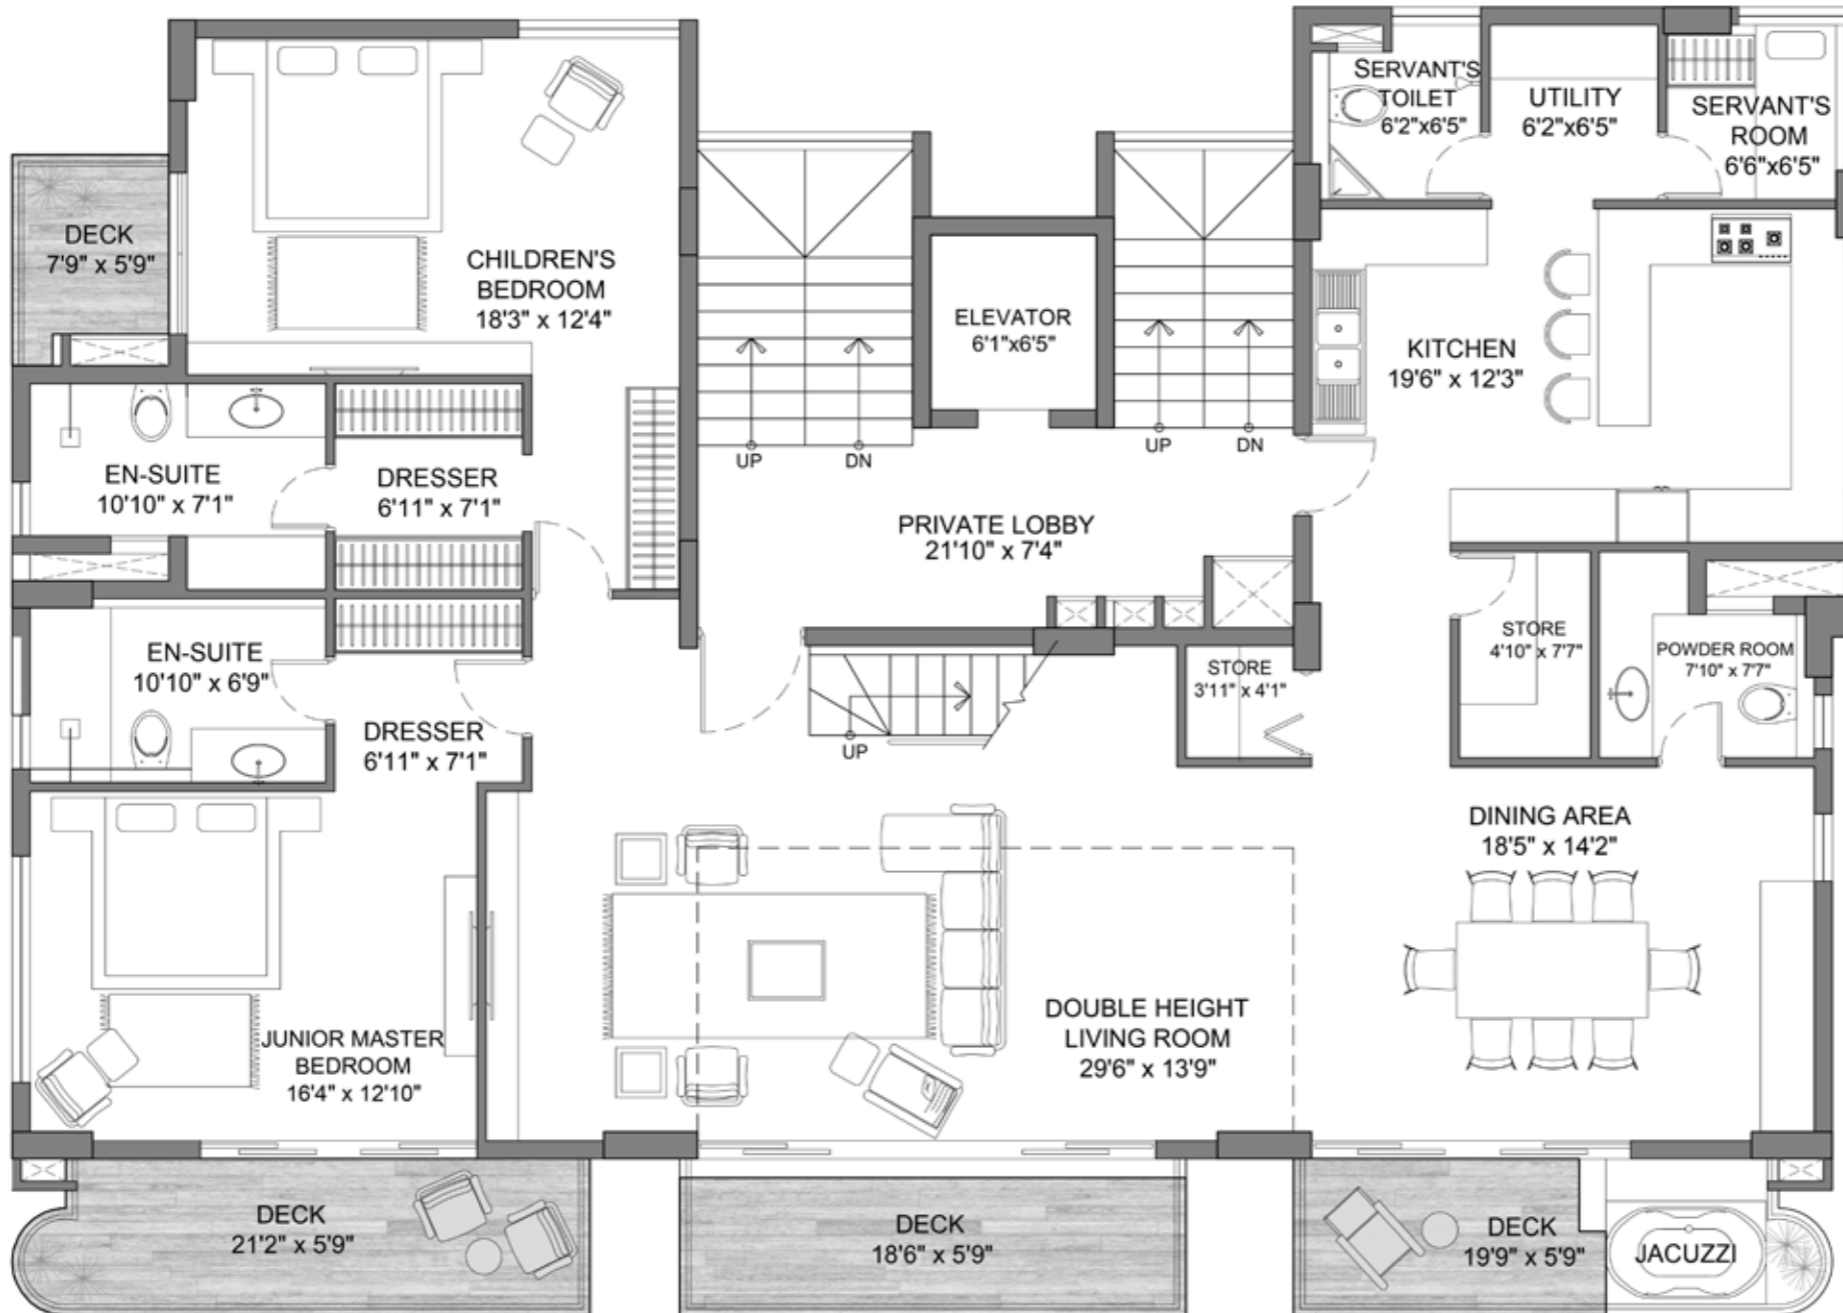 SERVANT'S
TOILET
6'2"x6'5"
UTILITY
6'2"x6'5"
SERVANT'S
ROOM
6'6"x6'5"
DECK
7'9" x 5'9"
CHILDREN'S
BEDROOM
18'3" x 12'4"
ELEVATOR
6'1"x6'5"
KITCHEN
19'6" x 12'3"
UP
DN
UP
DN
EN-SUITE
10'10" x 7'1"
DRESSER
6'11" x 7'1"
PRIVATE LOBBY
21'10" x 7'4"
EN-SUITE
10'10" x 6'9"
DRESSER
6'11" x 7'1"
UP
STORE
3'11" x 4'1"
STORE
4'10" x 7'7"
POWDER ROOM
7'10" x 7'7"
DINING AREA
18'5" x 14'2"
JUNIOR MASTER
BEDROOM
16'4" x 12'10"
DOUBLE HEIGHT
LIVING ROOM
29'6" x 13'9"
DECK
21'2" x 5'9"
DECK
18'6" x 5'9"
DECK
19'9" x 5'9"
JACUZZI